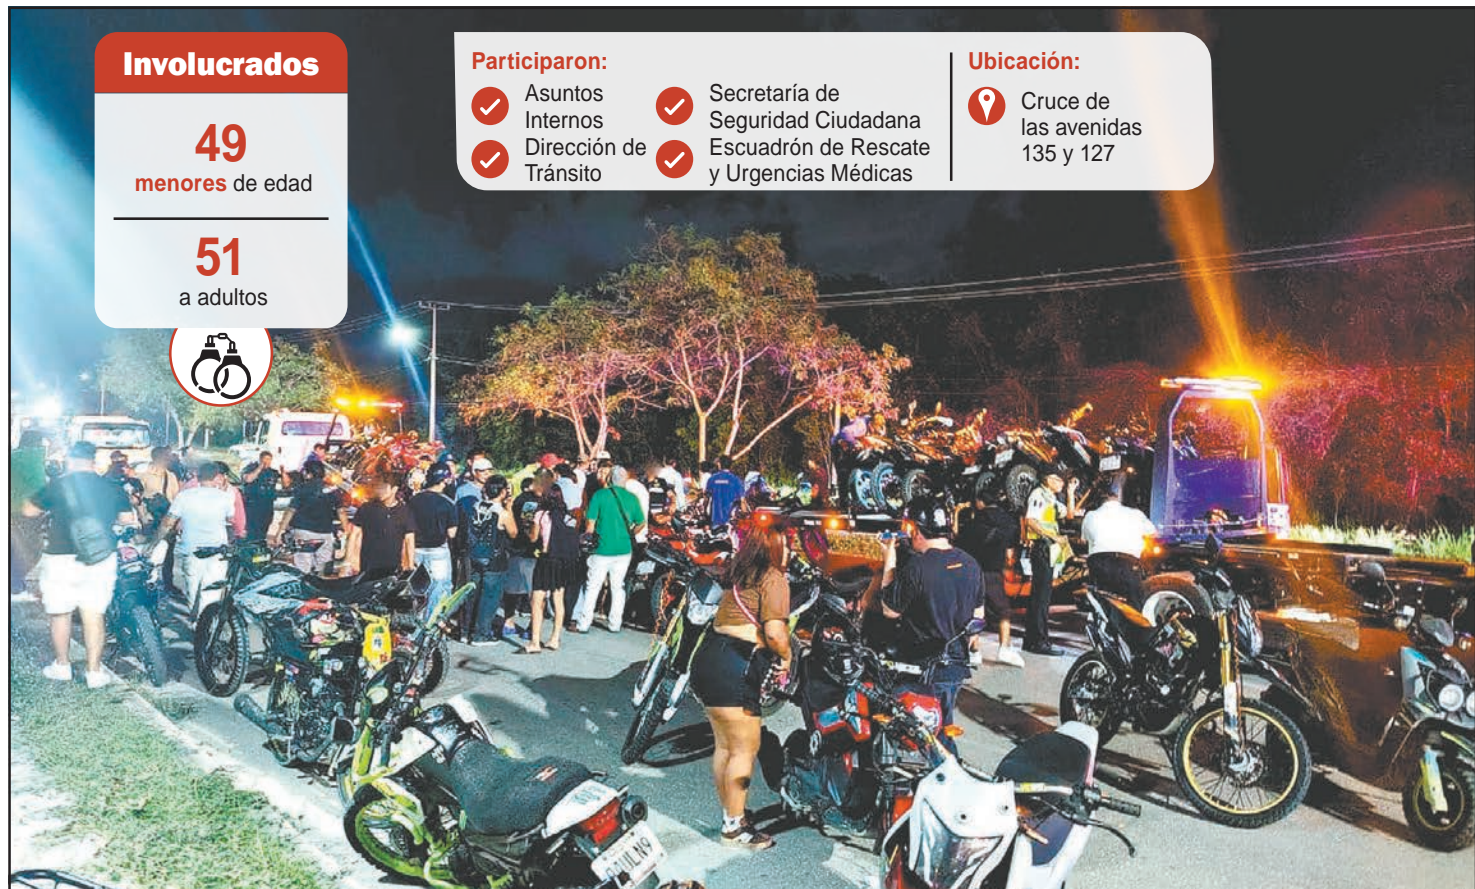 Involucrados
49
menores de edad
51
a adultos
Participaron:
Asuntos
Internos
Dirección de
Tránsito
Secretaría de
Seguridad Ciudadana
Escuadrón de Rescate
y Urgencias Médicas
Ubicación:
Cruce de
las avenidas
135 y 127